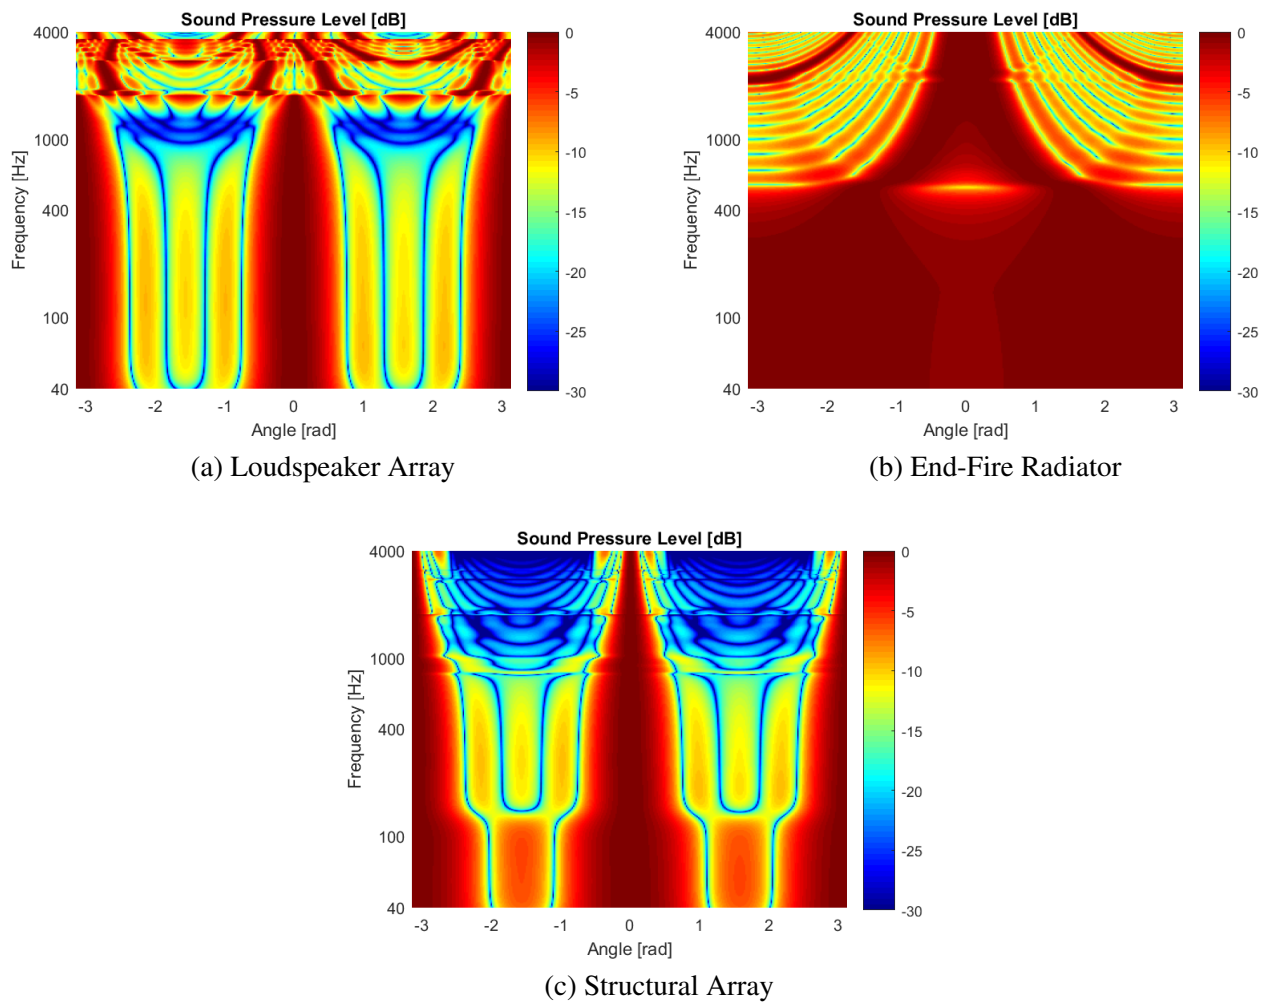 Sound Pressure Level [dB]
4000
1000
400
100
40
Frequency [Hz]
-3 -2 -1 0 1 2 3
Angle [rad]
0
-5
-10
-15
-20
-25
-30
(a) Loudspeaker Array
Sound Pressure Level [dB]
4000
1000
400
100
40
Frequency [Hz]
-3 -2 -1 0 1 2 3
Angle [rad]
0
-5
-10
-15
-20
-25
-30
(b) End-Fire Radiator
Sound Pressure Level [dB]
4000
1000
400
100
40
Frequency [Hz]
-3 -2 -1 0 1 2 3
Angle [rad]
0
-5
-10
-15
-20
-25
-30
(c) Structural Array